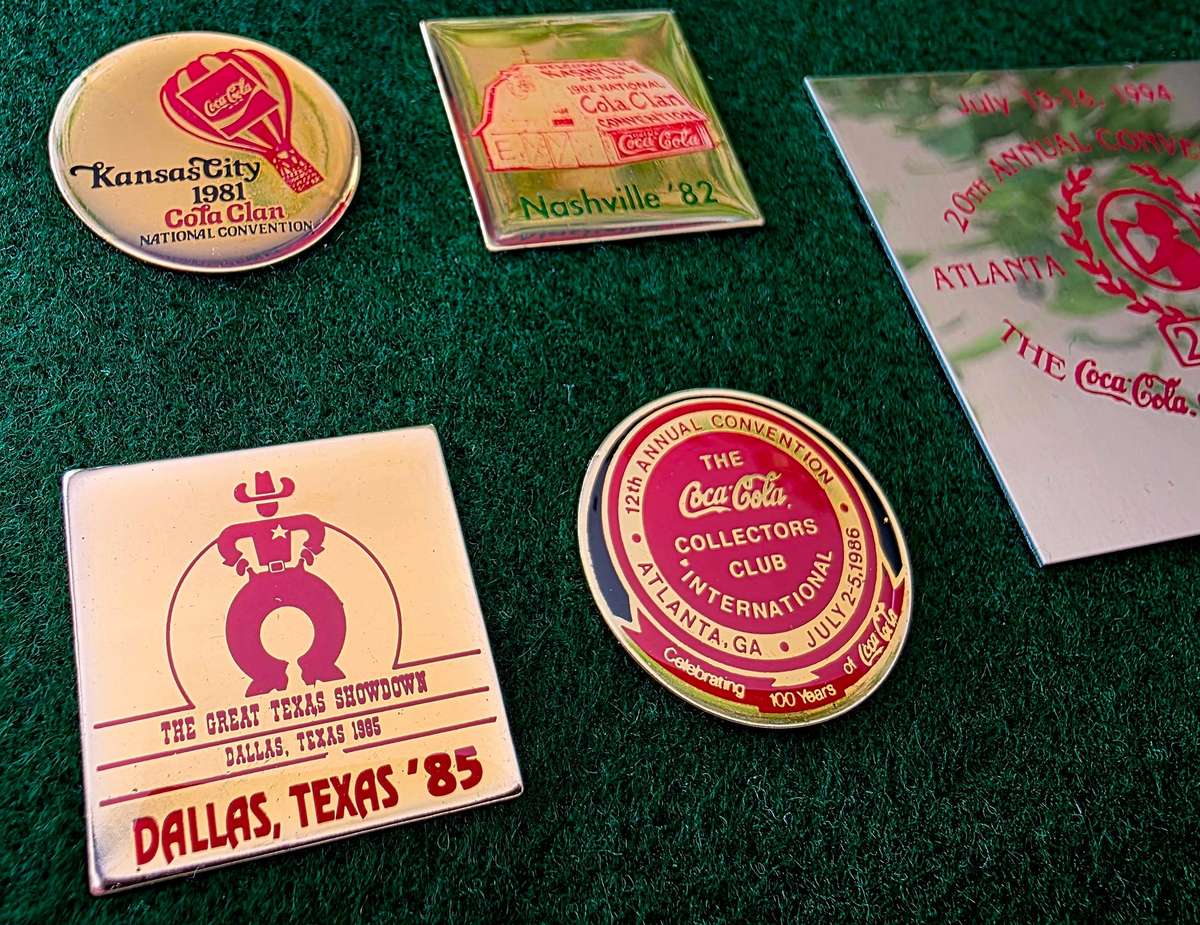 Coca-Cola
Kansas City
1981
Cola Clan
NATIONAL CONVENTION
NASHVILLE
1982 NATIONAL
Cola Clan
CONVENTION
Coca-Cola
Nashville '82
July 13-16, 1994
20TH ANNUAL
ATLANTA
THE Coca-Cola
THE GREAT TEXAS SHOWDOWN
DALLAS, TEXAS 1985
DALLAS, TEXAS '85
12th ANNUAL CONVENTION
THE
Coca-Cola
COLLECTORS
CLUB
INTERNATIONAL
ATLANTA, GA • JULY 2-5, 1986
Celebrating 100 Years of Coca-Cola